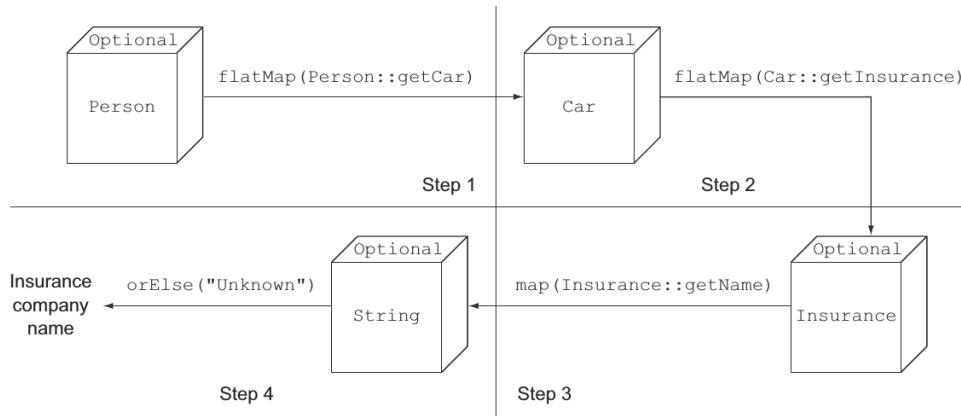 Optional
Person
flatMap(Person::getCar)
Step 1
Optional
Car
flatMap(Car::getInsurance)
Step 2
Optional
Insurance
map(Insurance::getName)
Step 3
Optional
String
orElse("Unknown")
Step 4
Insurance
company
name